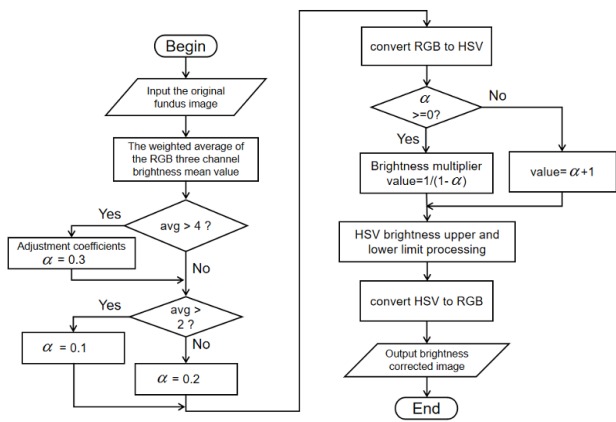 Begin
Input the original
fundus image
The weighted average of
the RGB three channel
brightness mean value
avg > 4 ?
Yes
Adjustment coefficients
α = 0.3
No
avg >
2 ?
Yes
α = 0.1
No
α = 0.2
convert RGB to HSV
α
>=0?
No
Yes
Brightness multiplier
value=1/(1-α)
value=α+1
HSV brightness upper and
lower limit processing
convert HSV to RGB
Output brightness
corrected image
End